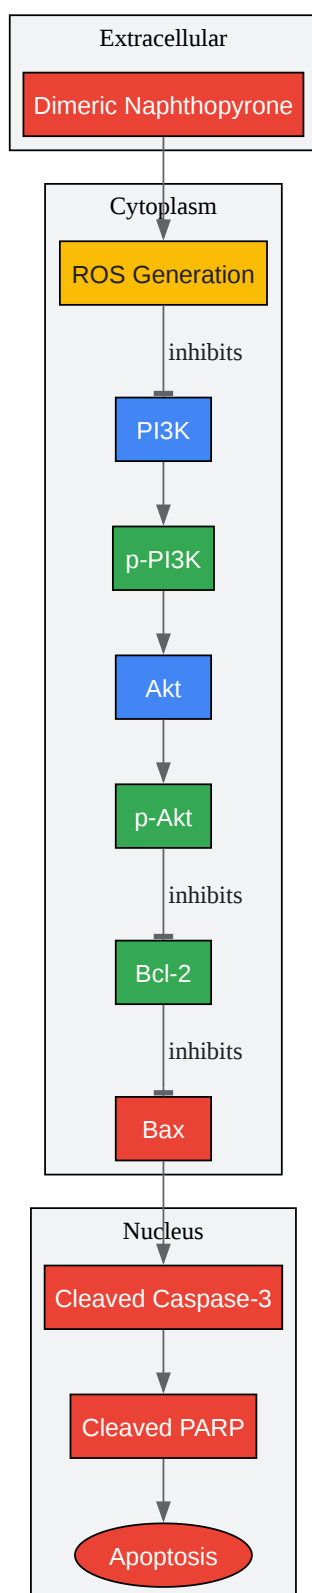 Extracellular
Dimeric Naphthopyrone
Cytoplasm
ROS Generation
inhibits
PI3K
p-PI3K
Akt
p-Akt
inhibits
Bcl-2
inhibits
Bax
Nucleus
Cleaved Caspase-3
Cleaved PARP
Apoptosis